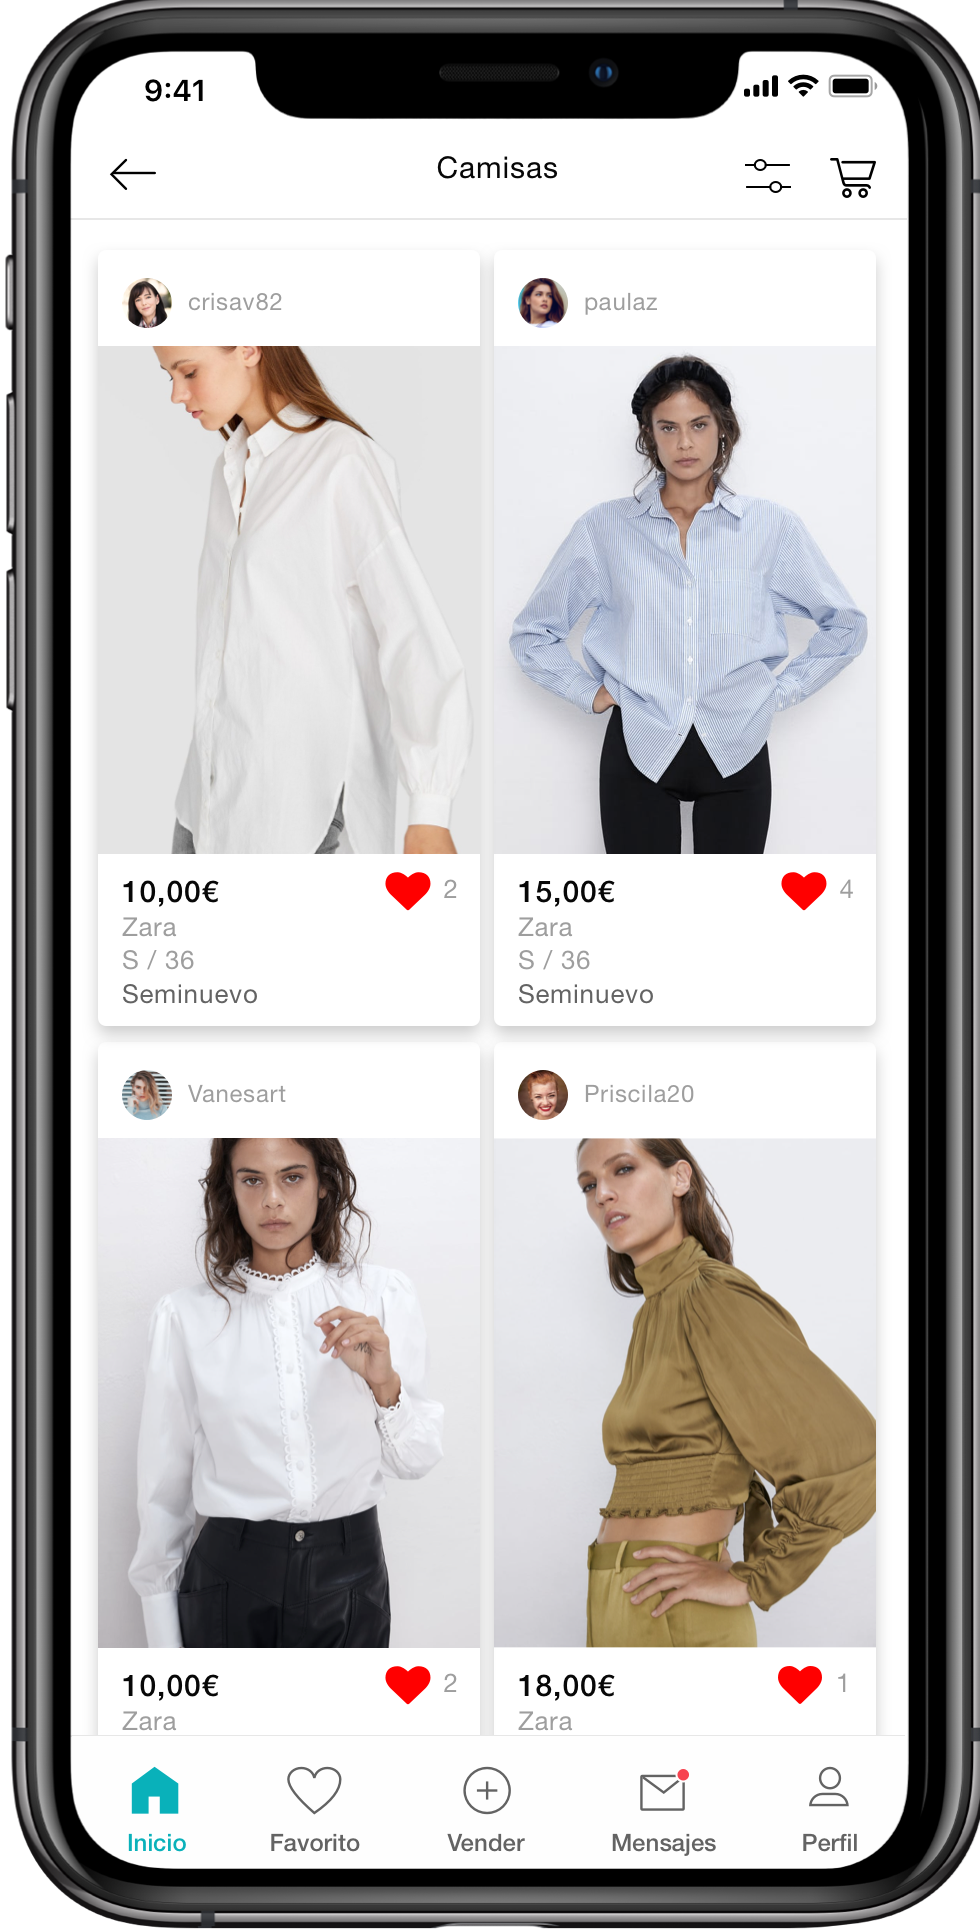 9:41
Camisas
crisav82
paulaz
10,00€
2
Zara
S / 36
Seminuevo
15,00€
4
Zara
S / 36
Seminuevo
Vanesart
Priscila20
10,00€
2
Zara
18,00€
1
Zara
Inicio
Favorito
Vender
Mensajes
Perfil